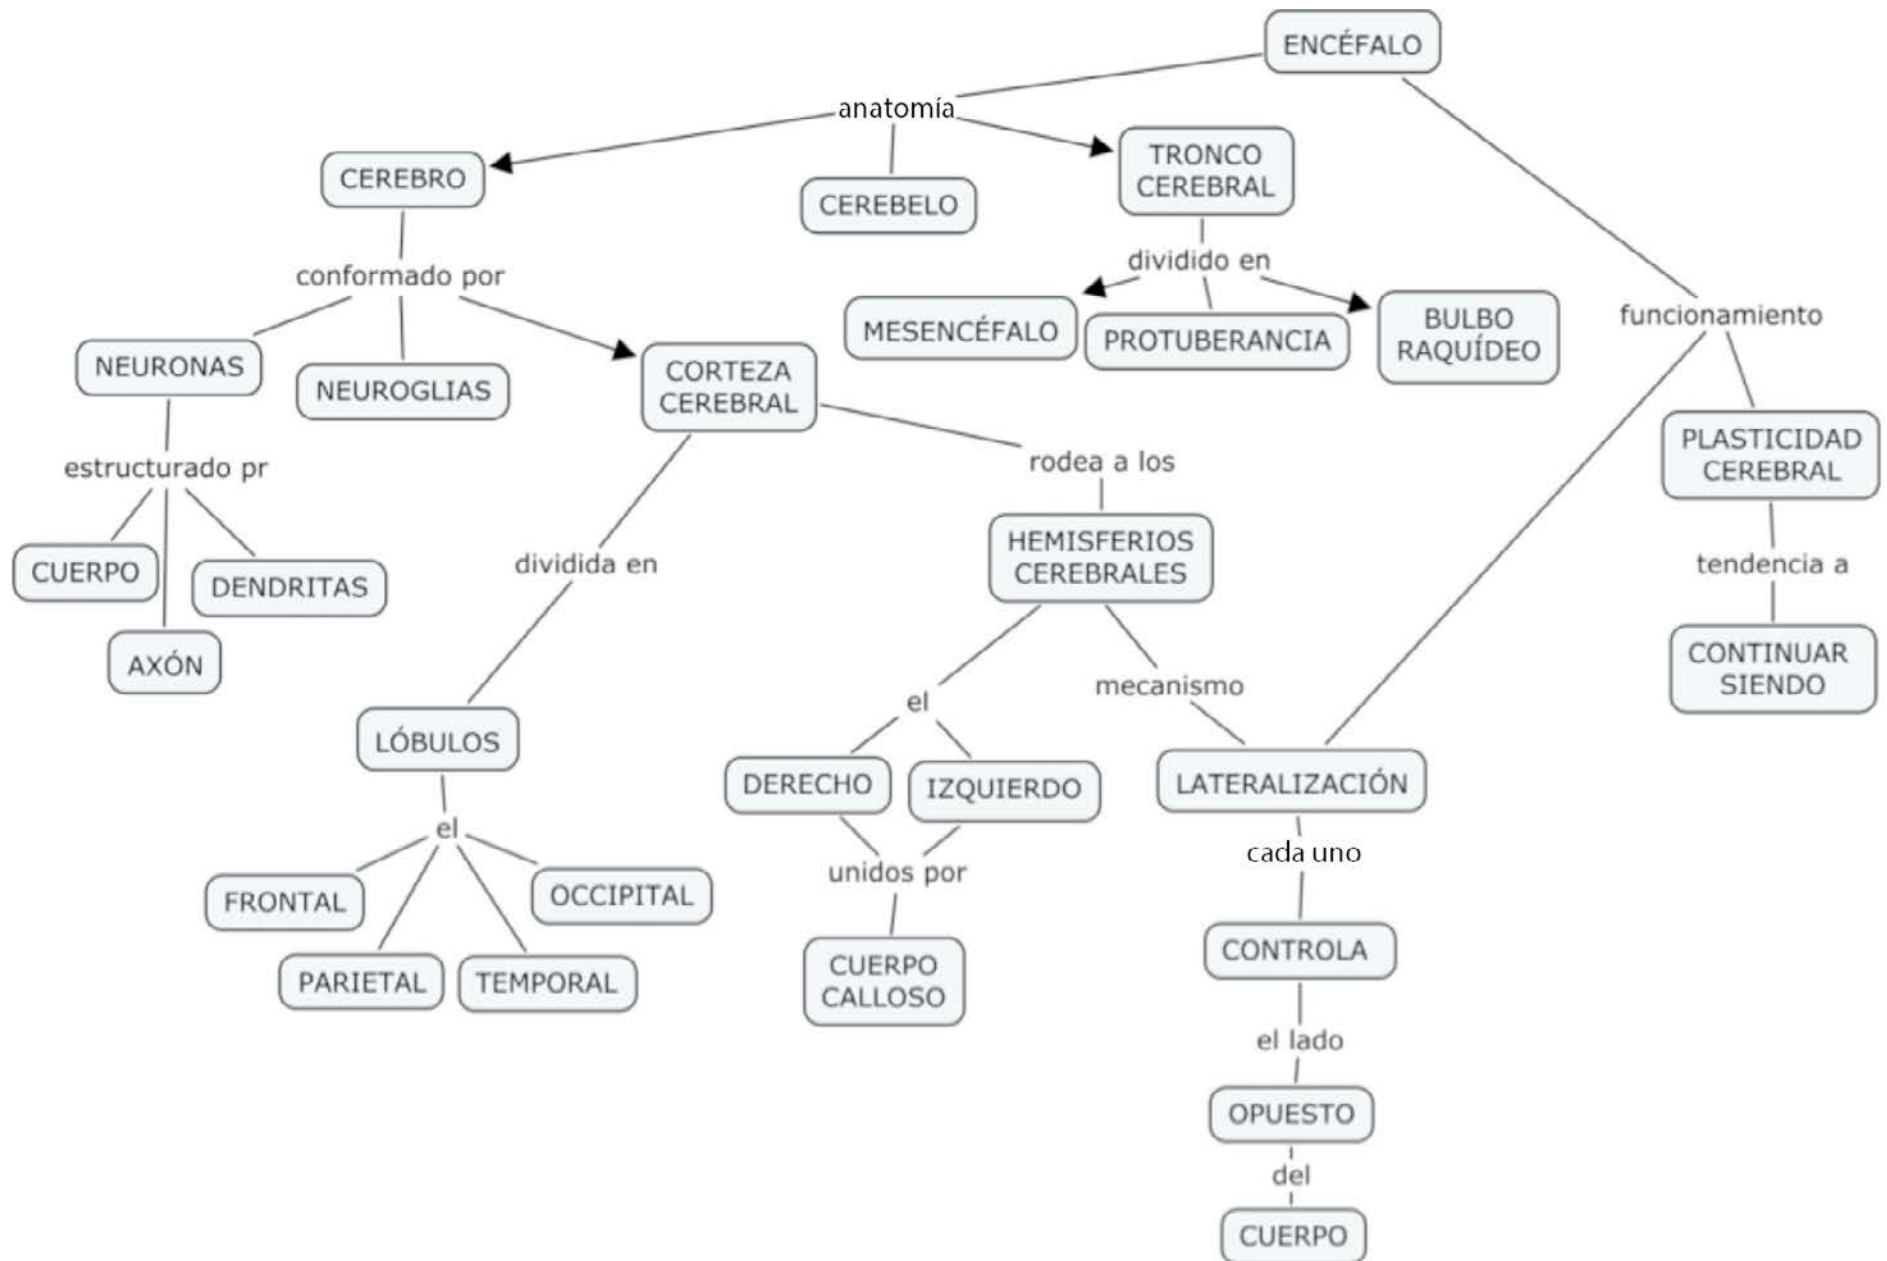 ENCÉFALO
anatomía
CEREBRO
CEREBELO
TRONCO
CEREBRAL
conformado por
dividido en
MESENCÉFALO
PROTUBERANCIA
BULBO
RAQUÍDEO
funcionamiento
NEURONAS
NEUROGLIAS
CORTEZA
CEREBRAL
rodea a los
PLASTICIDAD
CEREBRAL
estructurado pr
CUERPO
AXÓN
DENDRITAS
dividida en
HEMISFERIOS
CEREBRALES
tendencia a
CONTINUAR
SIENDO
LÓBULOS
el
FRONTAL
PARIETAL
TEMPORAL
OCCIPITAL
el
DERECHO
IZQUIERDO
unidos por
CUERPO
CALLOSO
mecanismo
LATERALIZACIÓN
cada uno
CONTROLA
el lado
OPUESTO
del
CUERPO